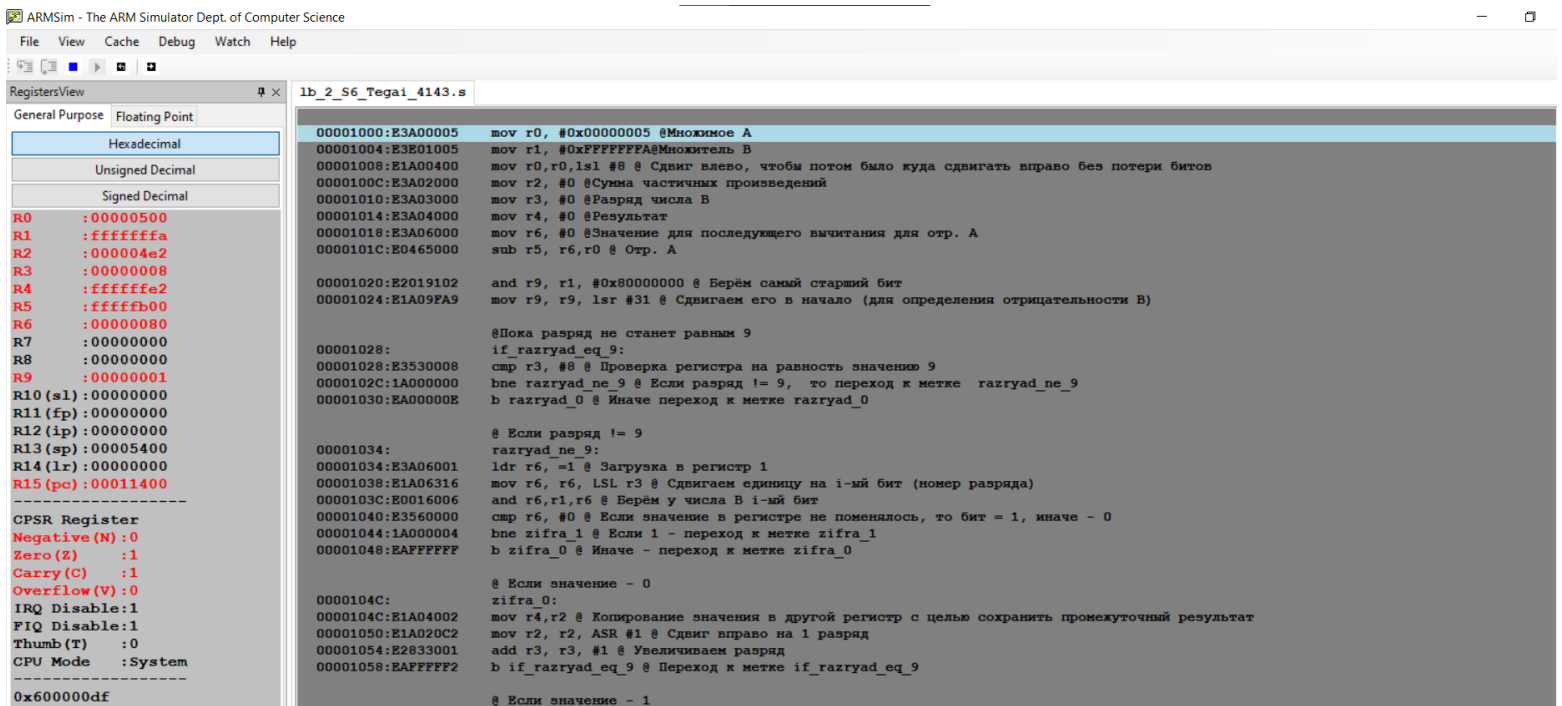 ARMSim - The ARM Simulator Dept. of Computer Science
File View Cache Debug Watch Help
RegistersView
General Purpose Floating Point
Hexadecimal
Unsigned Decimal
Signed Decimal
R0 :00000500
R1 :fffffffa
R2 :000004e2
R3 :00000008
R4 :ffffffe2
R5 :fffffb00
R6 :00000080
R7 :00000000
R8 :00000000
R9 :00000001
R10(sl):00000000
R11(fp):00000000
R12(ip):00000000
R13(sp):00005400
R14(lr):00000000
R15(pc):00011400
-------------------
CPSR Register
Negative(N):0
Zero(Z) :1
Carry(C) :1
Overflow(V):0
IRQ Disable:1
FIQ Disable:1
Thumb(T) :0
CPU Mode :System
-------------------
0x600000df
lb_2_S6_Tegai_4143.s
00001000:E3A00005 mov r0, #0x00000005 @Множимое A
00001004:E3E01005 mov r1, #0xFFFFFFFA@Множитель B
00001008:E1A00400 mov r0,r0,lsl #8 @ Сдвиг влево, чтобы потом было куда сдвигать вправо без потери битов
0000100C:E3A02000 mov r2, #0 @Сумма частичных произведений
00001010:E3A03000 mov r3, #0 @Разряд числа B
00001014:E3A04000 mov r4, #0 @Результат
00001018:E3A06000 mov r6, #0 @Значение для последующего вычитания для отр. A
0000101C:E0465000 sub r5, r6,r0 @ Отр. A
00001020:E2019102 and r9, r1, #0x80000000 @ Берём самый старший бит
00001024:E1A09FA9 mov r9, r9, lsr #31 @ Сдвигаем его в начало (для определения отрицательности B)
@Пока разряд не станет равным 9
00001028: if_razryad_eq_9:
00001028:E3530008 cmp r3, #8 @ Проверка регистра на равность значению 9
0000102C:1A000000 bne razryad_ne_9 @ Если разряд != 9, то переход к метке razryad_ne_9
00001030:EA00000E b razryad_0 @ Иначе переход к метке razryad_0
@ Если разряд != 9
00001034: razryad_ne_9:
00001034:E3A06001 ldr r6, =1 @ Загрузка в регистр 1
00001038:E1A06316 mov r6, r6, LSL r3 @ Сдвигаем единицу на i-ый бит (номер разряда)
0000103C:E0016006 and r6,r1,r6 @ Берём у числа B i-ый бит
00001040:E3560000 cmp r6, #0 @ Если значение в регистре не поменялось, то бит = 1, иначе - 0
00001044:1A000004 bne zifra_1 @ Если 1 - переход к метке zifra_1
00001048:EAFFFFFF b zifra_0 @ Иначе - переход к метке zifra_0
@ Если значение - 0
0000104C: zifra_0:
0000104C:E1A04002 mov r4,r2 @ Копирование значения в другой регистр с целью сохранить промежуточный результат
00001050:E1A020C2 mov r2, r2, ASR #1 @ Сдвиг вправо на 1 разряд
00001054:E2833001 add r3, r3, #1 @ Увеличиваем разряд
00001058:EAFFFFF2 b if_razryad_eq_9 @ Переход к метке if_razryad_eq_9
@ Если значение - 1